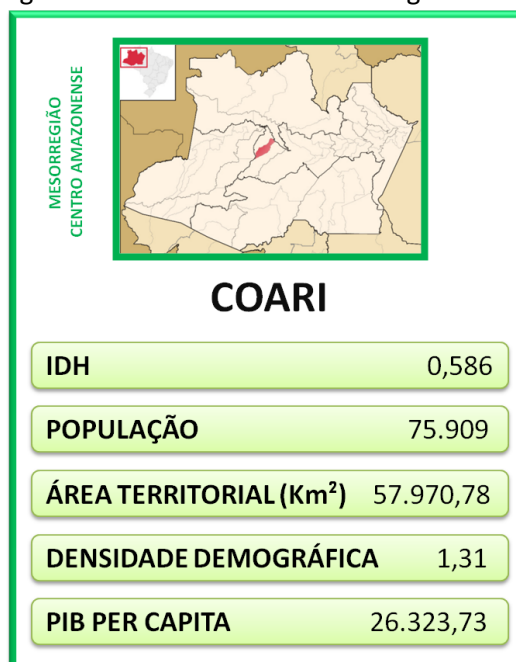 MESORREGIÃO
CENTRO AMAZONENSE
COARI
IDH 0,586
POPULAÇÃO 75.909
ÁREA TERRITORIAL (Km²) 57.970,78
DENSIDADE DEMOGRÁFICA 1,31
PIB PER CAPITA 26.323,73